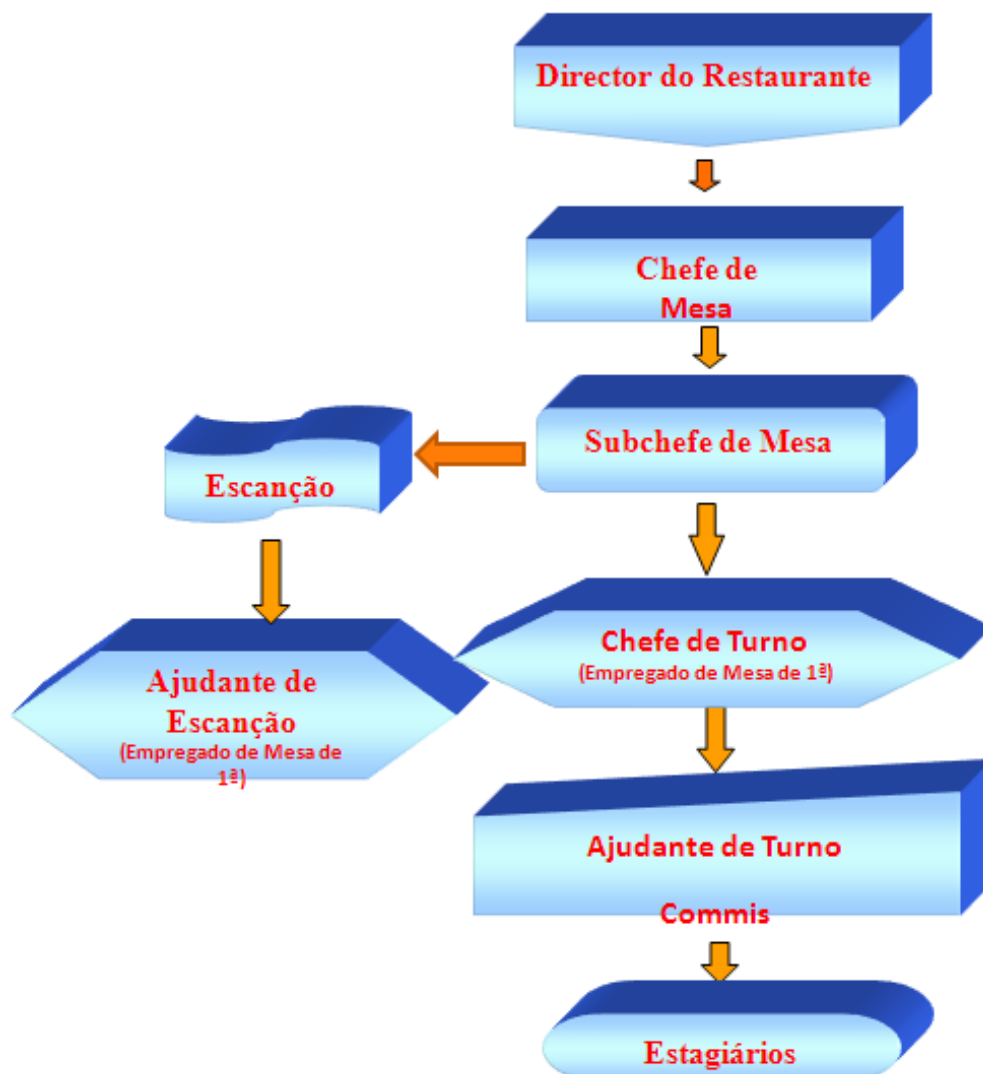 Director do Restaurante
Chefe de
Mesa
Subchefe de Mesa
Escanção
Chefe de Turno
(Empregado de Mesa de 1ª)
Ajudante de
Escanção
(Empregado de Mesa de
1ª)
Ajudante de Turno
Commis
Estagiários